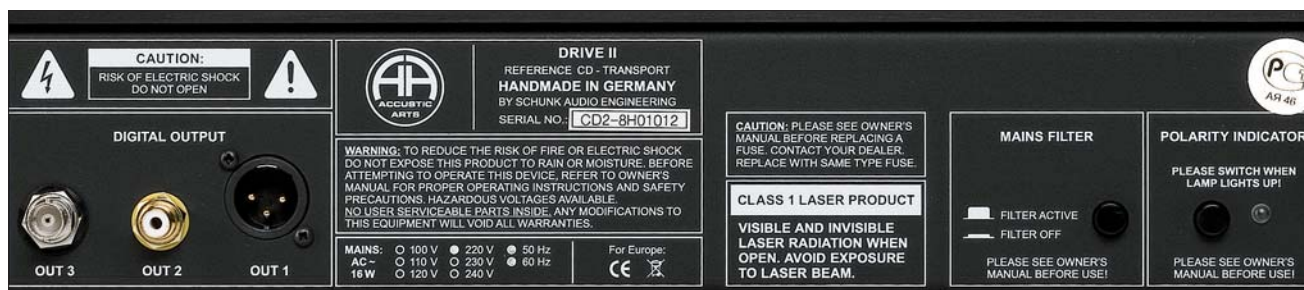 CAUTION:
RISK OF ELECTRIC SHOCK
DO NOT OPEN
DIGITAL OUTPUT
OUT 3
OUT 2
OUT 1
ACCUSTIC
ARTS
DRIVE II
REFERENCE CD - TRANSPORT
HANDMADE IN GERMANY
BY SCHUNK AUDIO ENGINEERING
SERIAL NO.: CD2-8H01012
WARNING: TO REDUCE THE RISK OF FIRE OR ELECTRIC SHOCK
DO NOT EXPOSE THIS PRODUCT TO RAIN OR MOISTURE. BEFORE
ATTEMPTING TO OPERATE THIS DEVICE, REFER TO OWNER'S
MANUAL FOR PROPER OPERATING INSTRUCTIONS AND SAFETY
PRECAUTIONS. HAZARDOUS VOLTAGES AVAILABLE.
NO USER SERVICEABLE PARTS INSIDE, ANY MODIFICATIONS TO
THIS EQUIPMENT WILL VOID ALL WARRANTIES.
MAINS: 100 V 220 V 50 Hz
AC~ 110 V 230 V 60 Hz
16 W 120 V 240 V
For Europe:
CE
CAUTION: PLEASE SEE OWNER'S
MANUAL BEFORE REPLACING A
FUSE. CONTACT YOUR DEALER.
REPLACE WITH SAME TYPE FUSE.
CLASS 1 LASER PRODUCT
VISIBLE AND INVISIBLE
LASER RADIATION WHEN
OPEN. AVOID EXPOSURE
TO LASER BEAM.
MAINS FILTER
FILTER ACTIVE
FILTER OFF
PLEASE SEE OWNER'S
MANUAL BEFORE USE!
АЯ 46
POLARITY INDICATOR
PLEASE SWITCH WHEN
LAMP LIGHTS UP!
PLEASE SEE OWNER'S
MANUAL BEFORE USE!